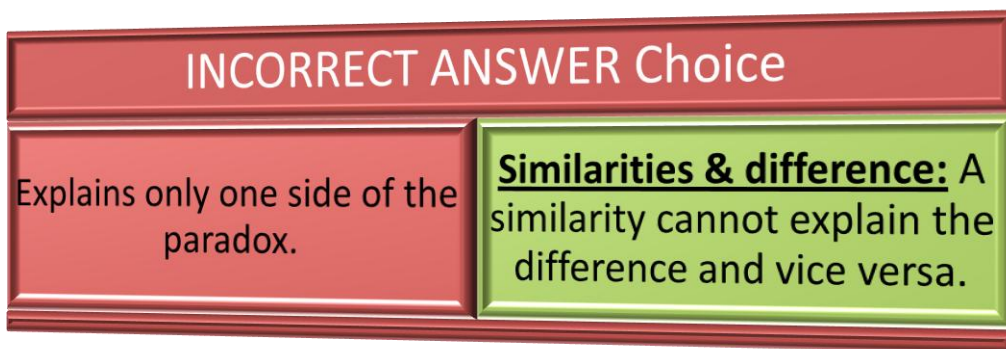 INCORRECT ANSWER Choice
Explains only one side of the
paradox.
Similarities & difference: A
similarity cannot explain the
difference and vice versa.